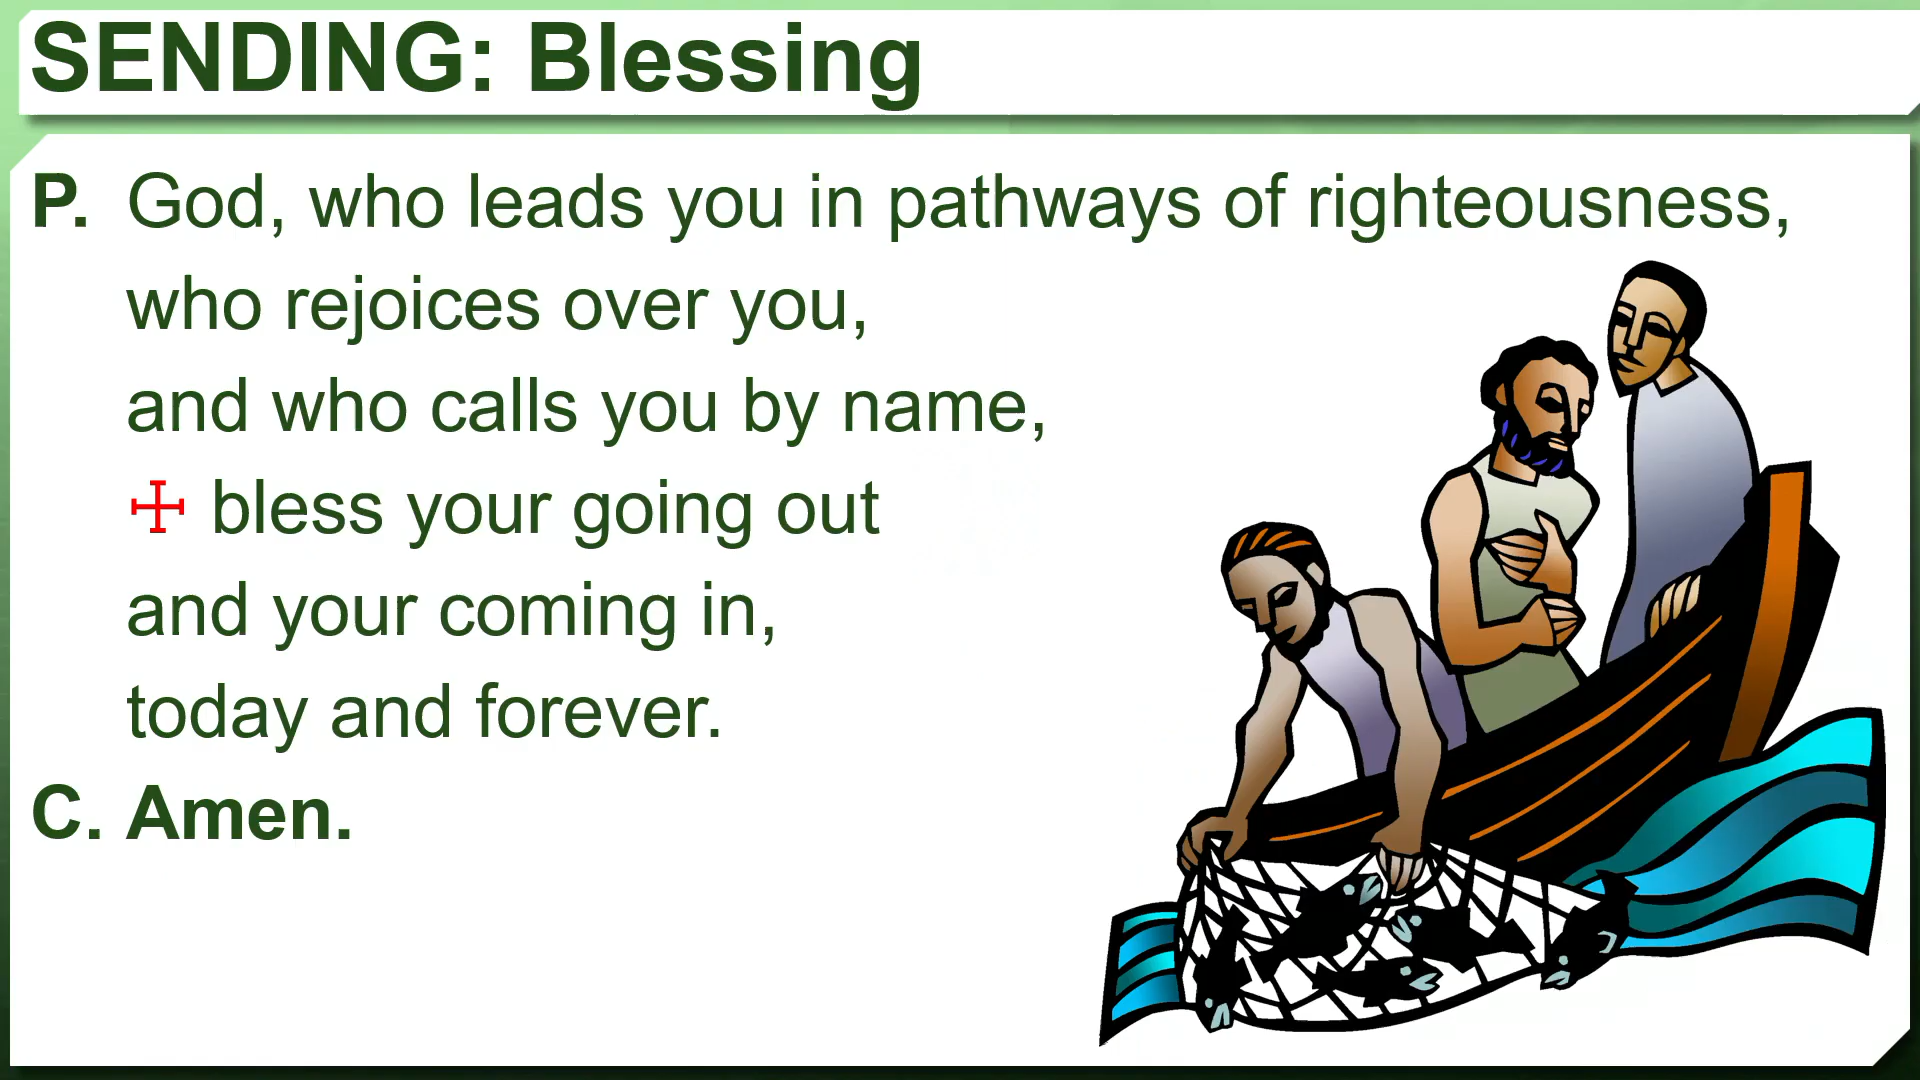 SENDING: Blessing
P. God, who leads you in pathways of righteousness,
who rejoices over you,
and who calls you by name,
☩ bless your going out
and your coming in,
today and forever.
C. Amen.